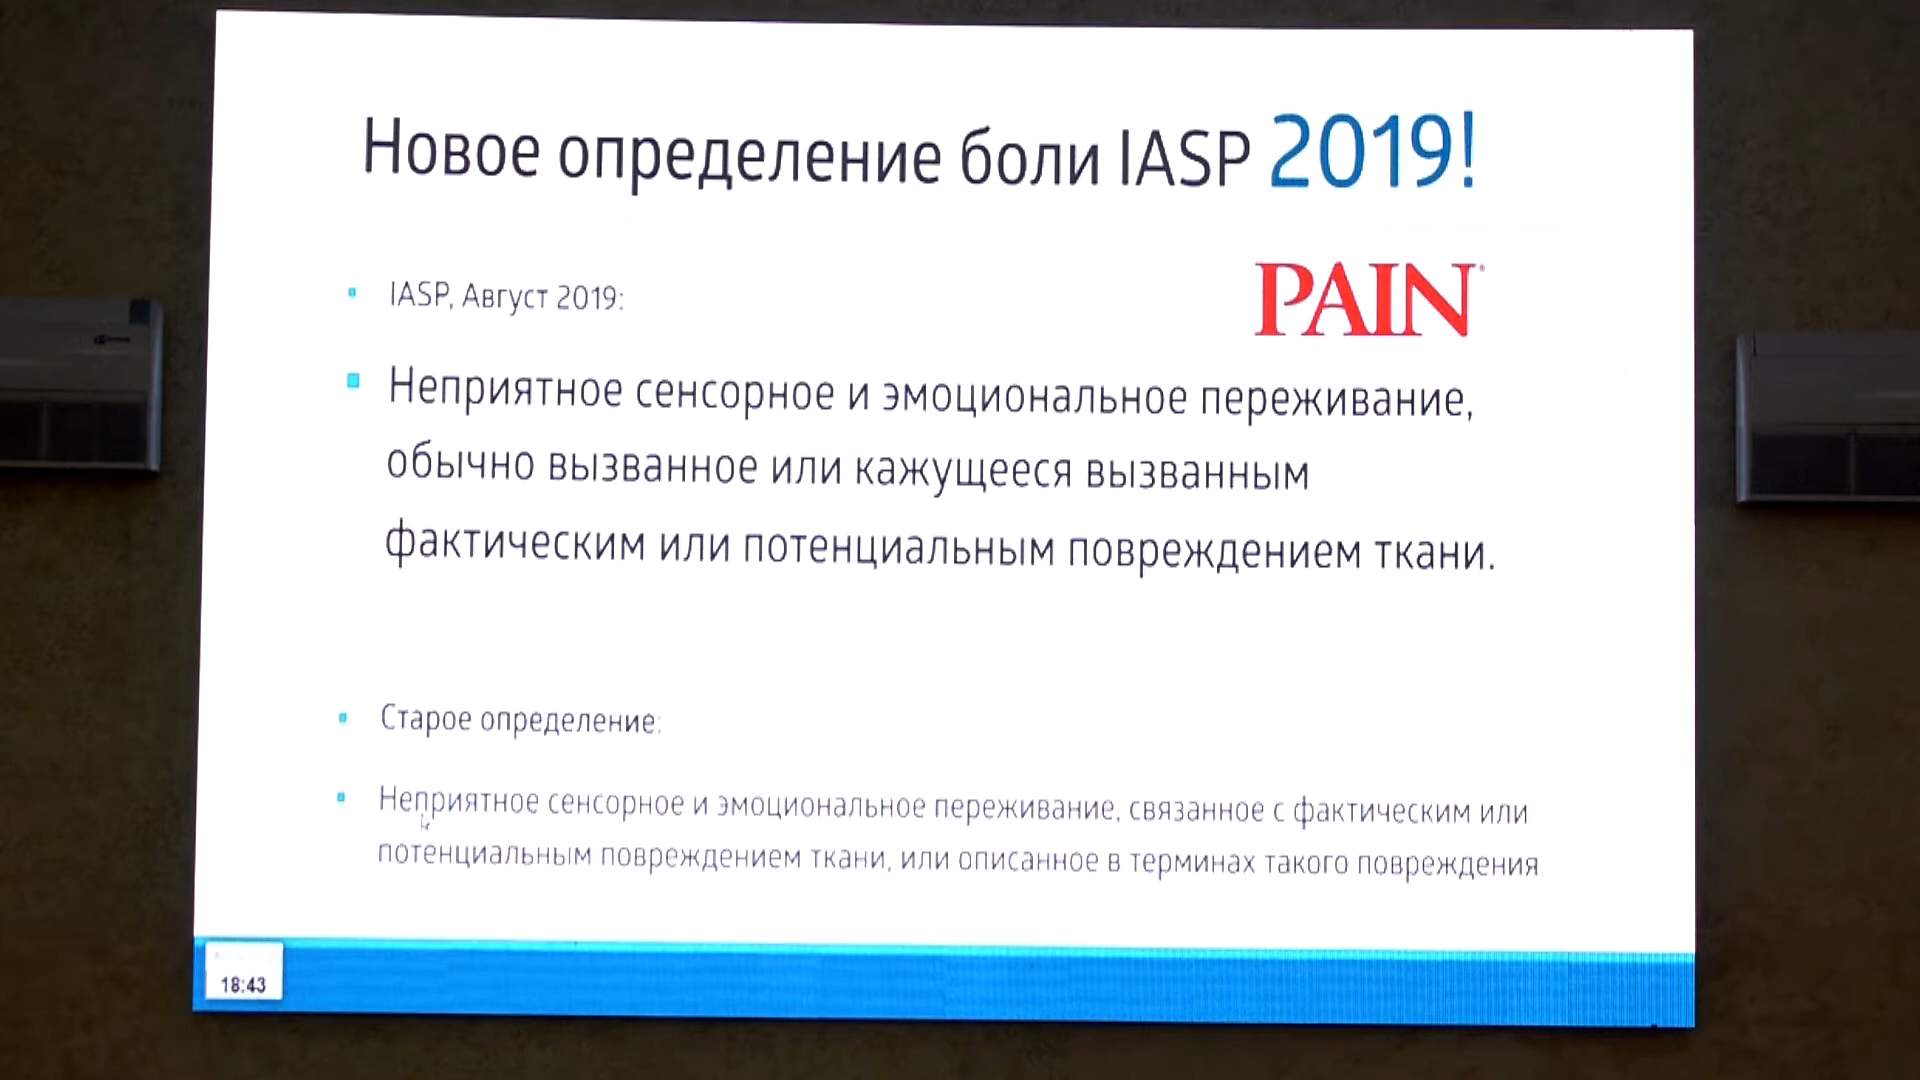 Новое определение боли IASP 2019!
PAIN
IASP, Август 2019:
Неприятное сенсорное и эмоциональное переживание,
обычно вызванное или кажущееся вызванным
фактическим или потенциальным повреждением ткани.
Старое определение:
Неприятное сенсорное и эмоциональное переживание, связанное с фактическим или
потенциальным повреждением ткани, или описанное в терминах такого повреждения
18:43